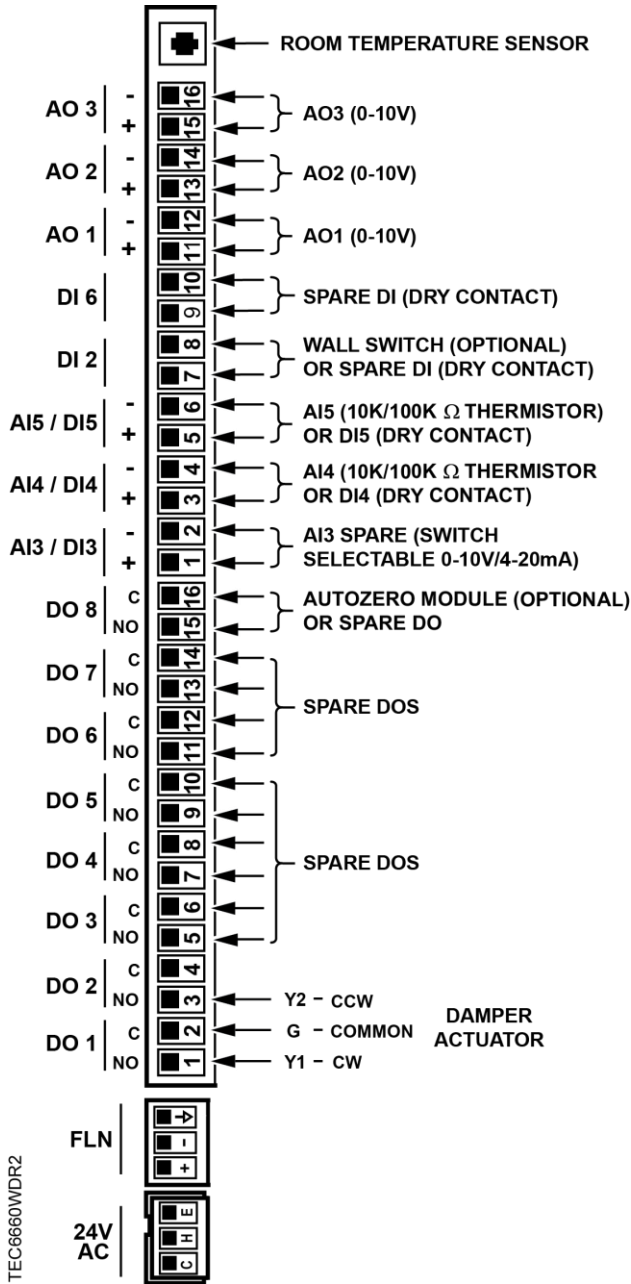 ROOM TEMPERATURE SENSOR
AO 3
-
+
16
15
AO3 (0-10V)
AO 2
-
+
14
13
AO2 (0-10V)
AO 1
-
+
12
11
AO1 (0-10V)
DI 6
10
9
SPARE DI (DRY CONTACT)
DI 2
8
7
WALL SWITCH (OPTIONAL)
OR SPARE DI (DRY CONTACT)
AI5 / DI5
-
+
6
5
AI5 (10K/100K Ω THERMISTOR)
OR DI5 (DRY CONTACT)
AI4 / DI4
-
+
4
3
AI4 (10K/100K Ω THERMISTOR
OR DI4 (DRY CONTACT)
AI3 / DI3
-
+
2
1
AI3 SPARE (SWITCH
SELECTABLE 0-10V/4-20mA)
DO 8
C
NO
16
15
AUTOZERO MODULE (OPTIONAL)
OR SPARE DO
DO 7
C
NO
14
13
DO 6
C
NO
12
11
SPARE DOS
DO 5
C
NO
10
9
DO 4
C
NO
8
7
DO 3
C
NO
6
5
SPARE DOS
DO 2
C
NO
4
3
Y2 - CCW
DO 1
C
NO
2
1
G - COMMON
Y1 - CW
DAMPER
ACTUATOR
FLN
-
+
24V
AC
E
H
C
TEC6660WDR2